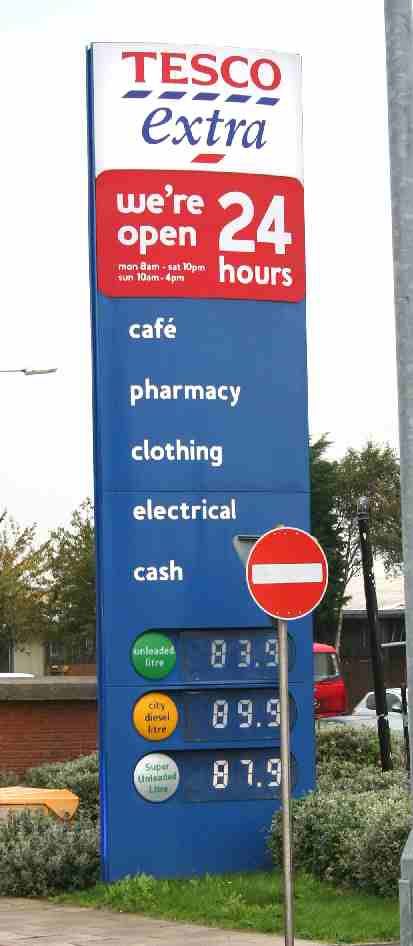 TESCO
extra
we're
open
24
hours
mon 8am - sat 10pm
sun 10am - 4pm
café
pharmacy
clothing
electrical
cash
unleaded
litre
83.9
city
diesel
litre
89.9
Super
Unleaded
Litre
87.9